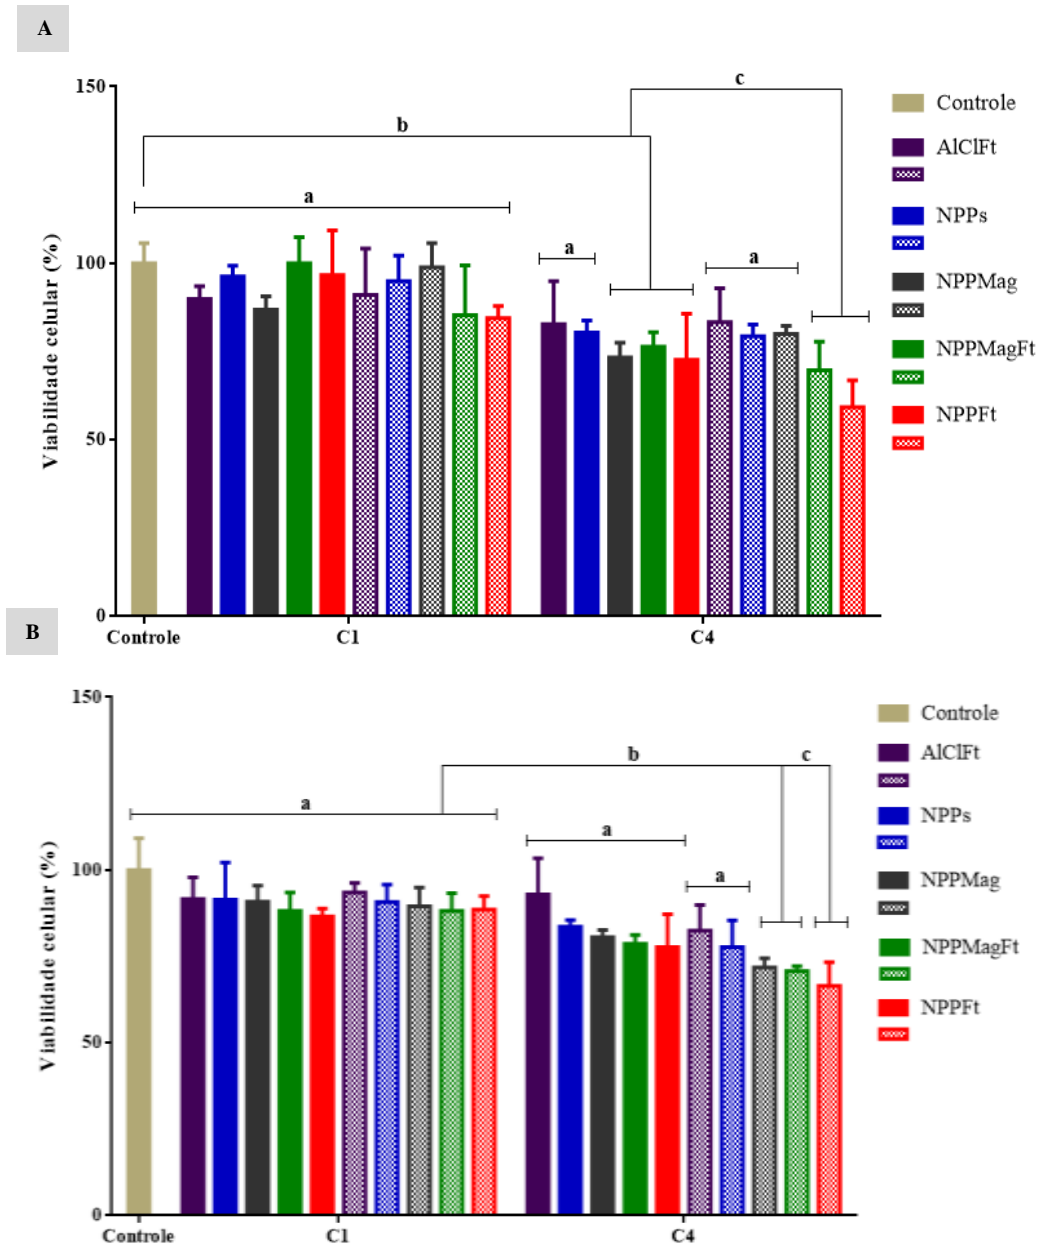 A
150
100
50
0
Viabilidade celular (%)
b
c
a
a
a
Controle
C1
C4
Controle
AlClFt
NPPs
NPPMag
NPPMagFt
NPPFt
B
150
100
50
0
Viabilidade celular (%)
b
c
a
a
a
Controle
C1
C4
Controle
AlClFt
NPPs
NPPMag
NPPMagFt
NPPFt